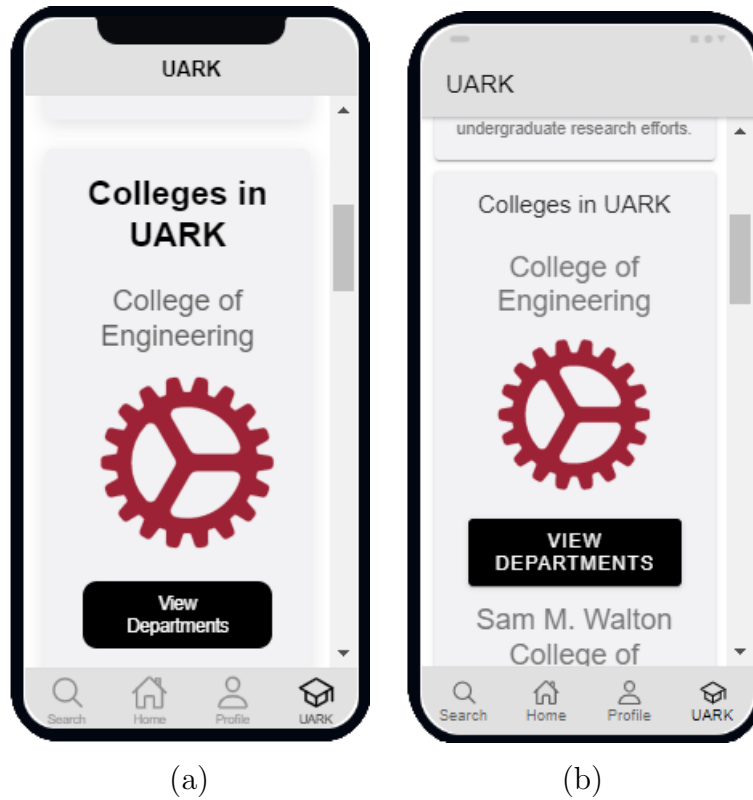 UARK
Colleges in
UARK
College of
Engineering
View
Departments
Search
Home
Profile
UARK
(a)
UARK
undergraduate research efforts.
Colleges in UARK
College of
Engineering
VIEW
DEPARTMENTS
Sam M. Walton
College of
Search
Home
Profile
UARK
(b)